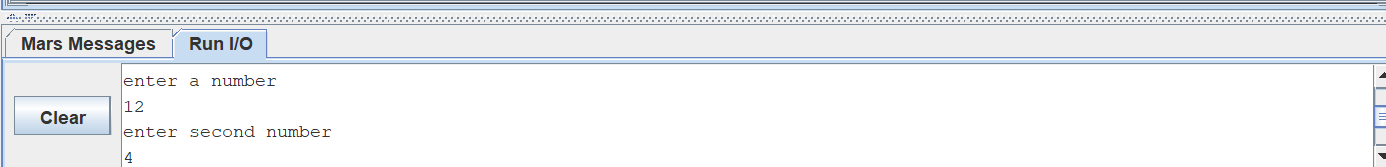 Mars Messages Run I/O
enter a number
12
Clear
enter second number
4